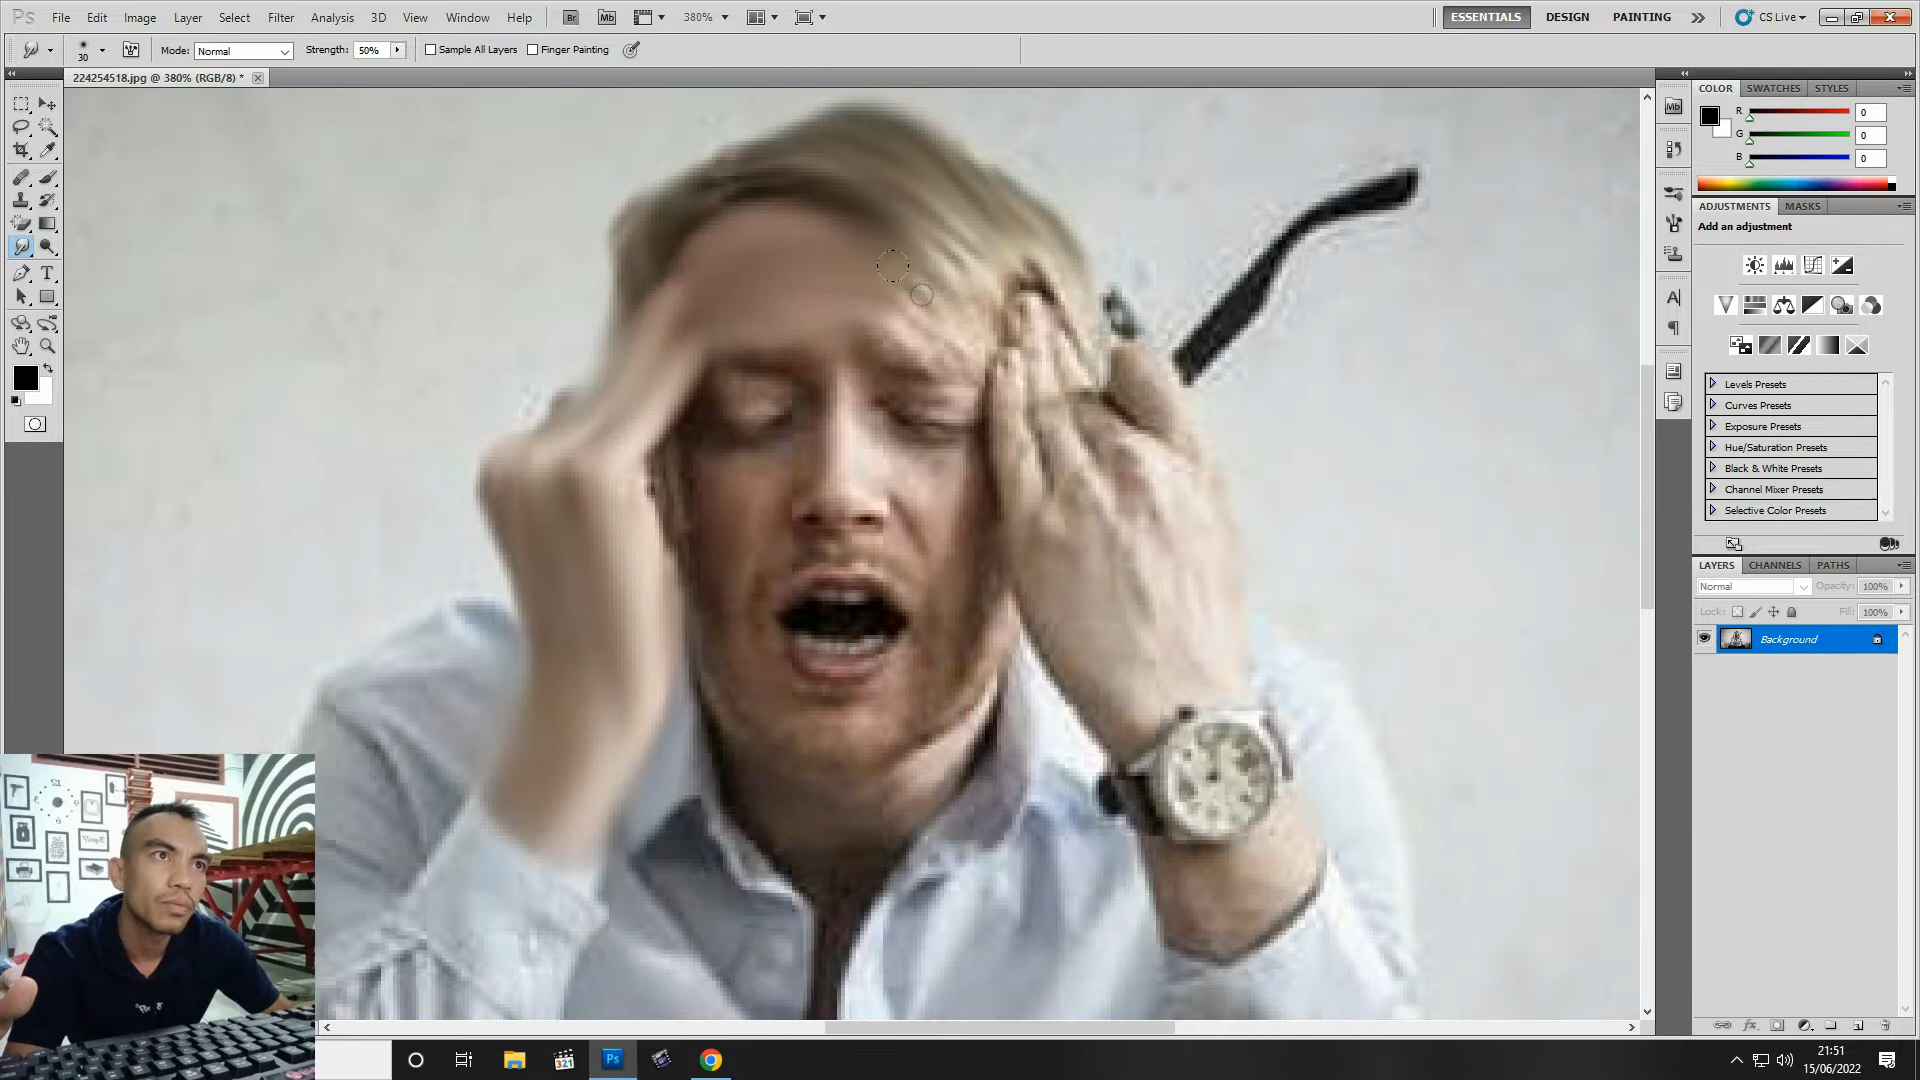 Ps File Edit Image Layer Select Filter Analysis 3D View Window Help Br Mb 380% ESSENTIALS DESIGN PAINTING CS Live
30 Mode: Normal Strength: 50% Sample All Layers Finger Painting
224254518.jpg @ 380% (RGB/8) *
COLOR SWATCHES STYLES
R 0
G 0
B 0
ADJUSTMENTS MASKS
Add an adjustment
Levels Presets
Curves Presets
Exposure Presets
Hue/Saturation Presets
Black & White Presets
Channel Mixer Presets
Selective Color Presets
LAYERS CHANNELS PATHS
Normal Opacity: 100%
Lock: Fill: 100%
Background
321 Ps
21:51
15/06/2022